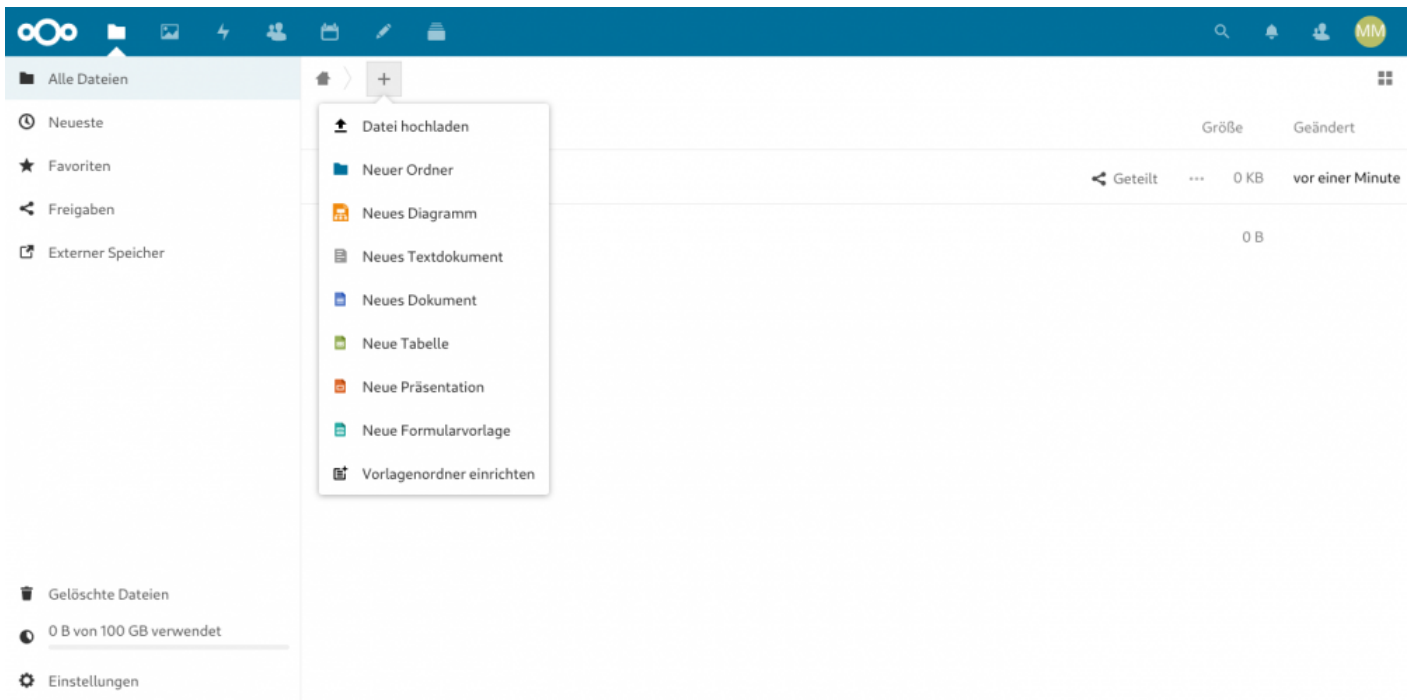 MM
Alle Dateien
Neueste
Favoriten
Freigaben
Externer Speicher
Gelöschte Dateien
0 B von 100 GB verwendet
Einstellungen
Datei hochladen
Neuer Ordner
Neues Diagramm
Neues Textdokument
Neues Dokument
Neue Tabelle
Neue Präsentation
Neue Formularvorlage
Vorlagenordner einrichten
Größe Geändert
Geteilt ... 0 KB vor einer Minute
0 B